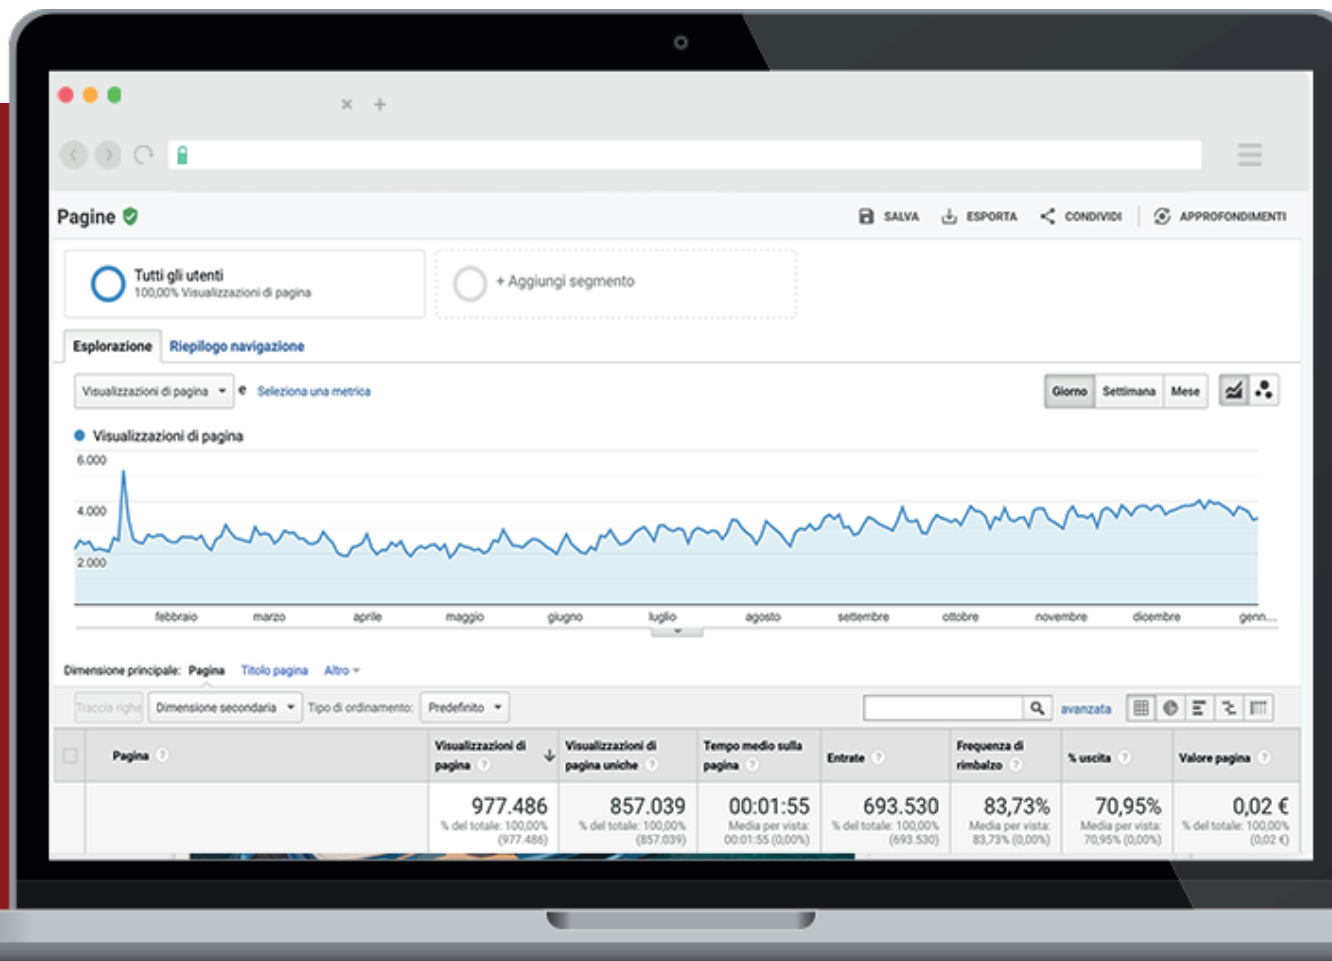 Pagine
SALVA ESPORTA CONDIVIDI APPROFONDIMENTI
Tutti gli utenti
100,00% Visualizzazioni di pagina
+ Aggiungi segmento
Esplorazione Riepilogo navigazione
Visualizzazioni di pagina e Seleziona una metrica
Giorno Settimana Mese
Visualizzazioni di pagina
6.000
4.000
2.000
febbraio marzo aprile maggio giugno luglio agosto settembre ottobre novembre dicembre genn...
Dimensione principale: Pagina Titolo pagina Altro
Traccia righe Dimensione secondaria Tipo di ordinamento: Predefinito avanzata
Pagina ?
Visualizzazioni di
pagina ?
Visualizzazioni di
pagina uniche ?
Tempo medio sulla
pagina ?
Entrate ?
Frequenza di
rimbalzo ?
% uscita ?
Valore pagina ?
977.486
% del totale: 100,00%
(977.486)
857.039
% del totale: 100,00%
(857.039)
00:01:55
Media per vista:
00:01:55 (0,00%)
693.530
% del totale: 100,00%
(693.530)
83,73%
Media per vista:
83,73% (0,00%)
70,95%
Media per vista:
70,95% (0,00%)
0,02 €
% del totale: 100,00%
(0,02 €)